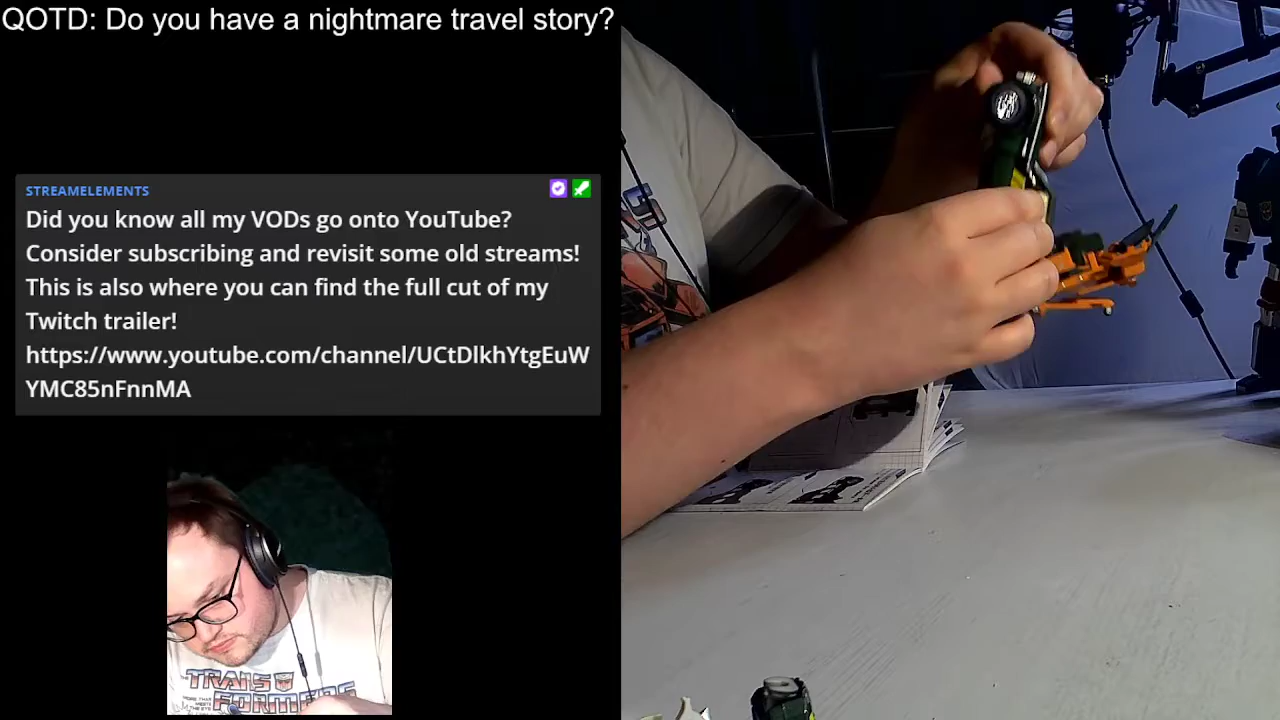 QOTD: Do you have a nightmare travel story?
STREAMELEMENTS
Did you know all my VODs go onto YouTube?
Consider subscribing and revisit some old streams!
This is also where you can find the full cut of my
Twitch trailer!
https://www.youtube.com/channel/UCtDlkhYtgEuW
YMC85nFnnMA
TRANSFORMERS